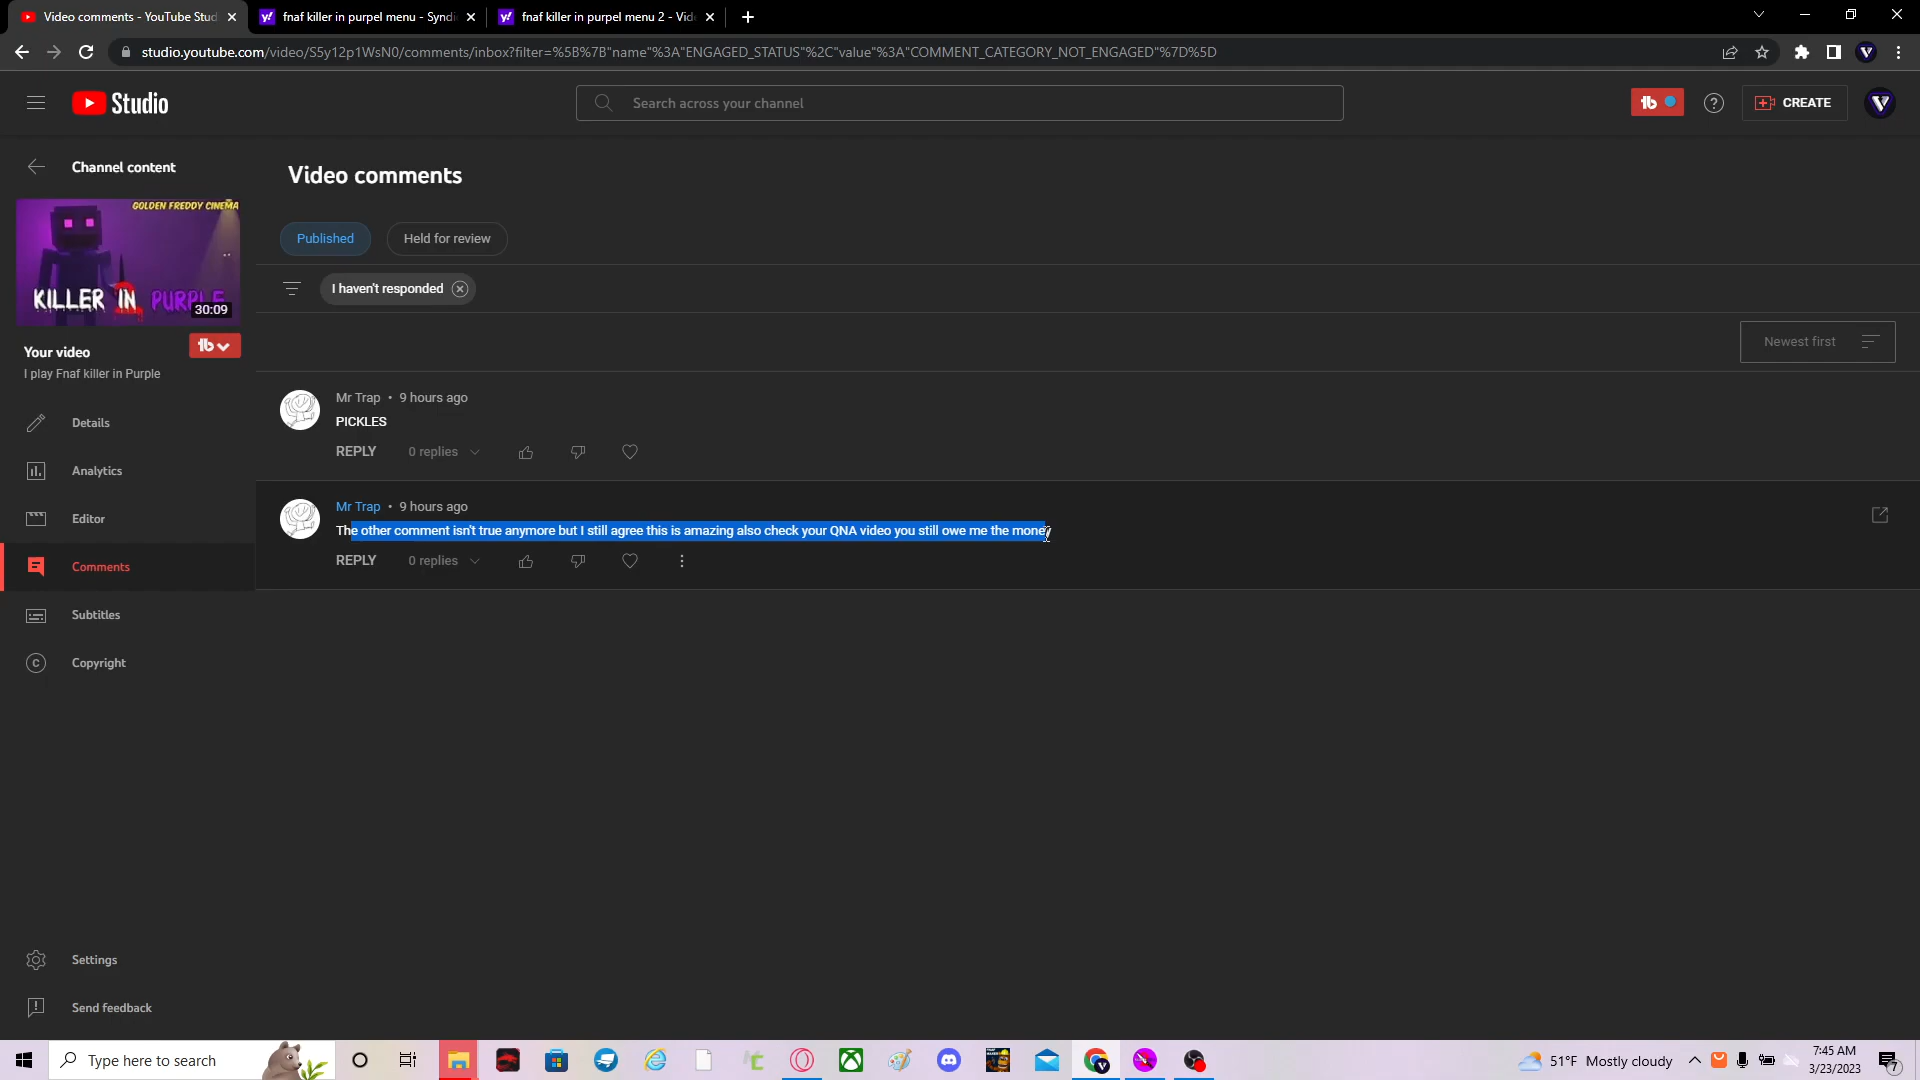 Video comments - YouTube Stud
fnaf killer in purpel menu - Syndi
fnaf killer in purpel menu 2 - Vid
studio.youtube.com/video/S5y12p1WsN0/comments/inbox?filter=%5B%7B"name"%3A"ENGAGED_STATUS"%2C"value"%3A"COMMENT_CATEGORY_NOT_ENGAGED"%7D%5D
Studio
Search across your channel
CREATE
Channel content
GOLDEN FREDDY CINEMA
KILLER IN PURPLE
30:09
Your video
I play Fnaf killer in Purple
Details
Analytics
Editor
Comments
Subtitles
Copyright
Settings
Send feedback
Video comments
Published
Held for review
I haven't responded
Newest first
Mr Trap • 9 hours ago
PICKLES
REPLY 0 replies
Mr Trap • 9 hours ago
The other comment isn't true anymore but I still agree this is amazing also check your QNA video you still owe me the money
REPLY 0 replies
Type here to search
51°F Mostly cloudy
7:45 AM
3/23/2023
7